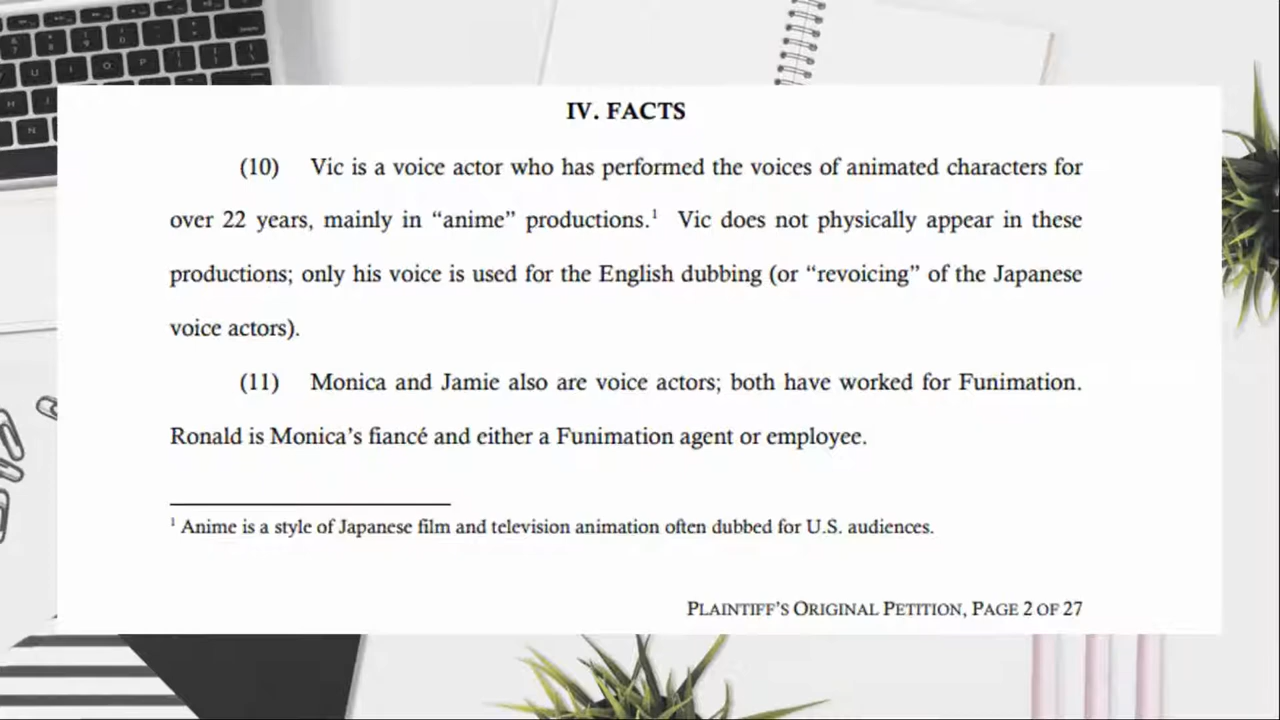 IV. FACTS
(10) Vic is a voice actor who has performed the voices of animated characters for
over 22 years, mainly in “anime” productions.¹ Vic does not physically appear in these
productions; only his voice is used for the English dubbing (or “revoicing” of the Japanese
voice actors).
(11) Monica and Jamie also are voice actors; both have worked for Funimation.
Ronald is Monica’s fiancé and either a Funimation agent or employee.
¹ Anime is a style of Japanese film and television animation often dubbed for U.S. audiences.
PLAINTIFF’S ORIGINAL PETITION, PAGE 2 OF 27